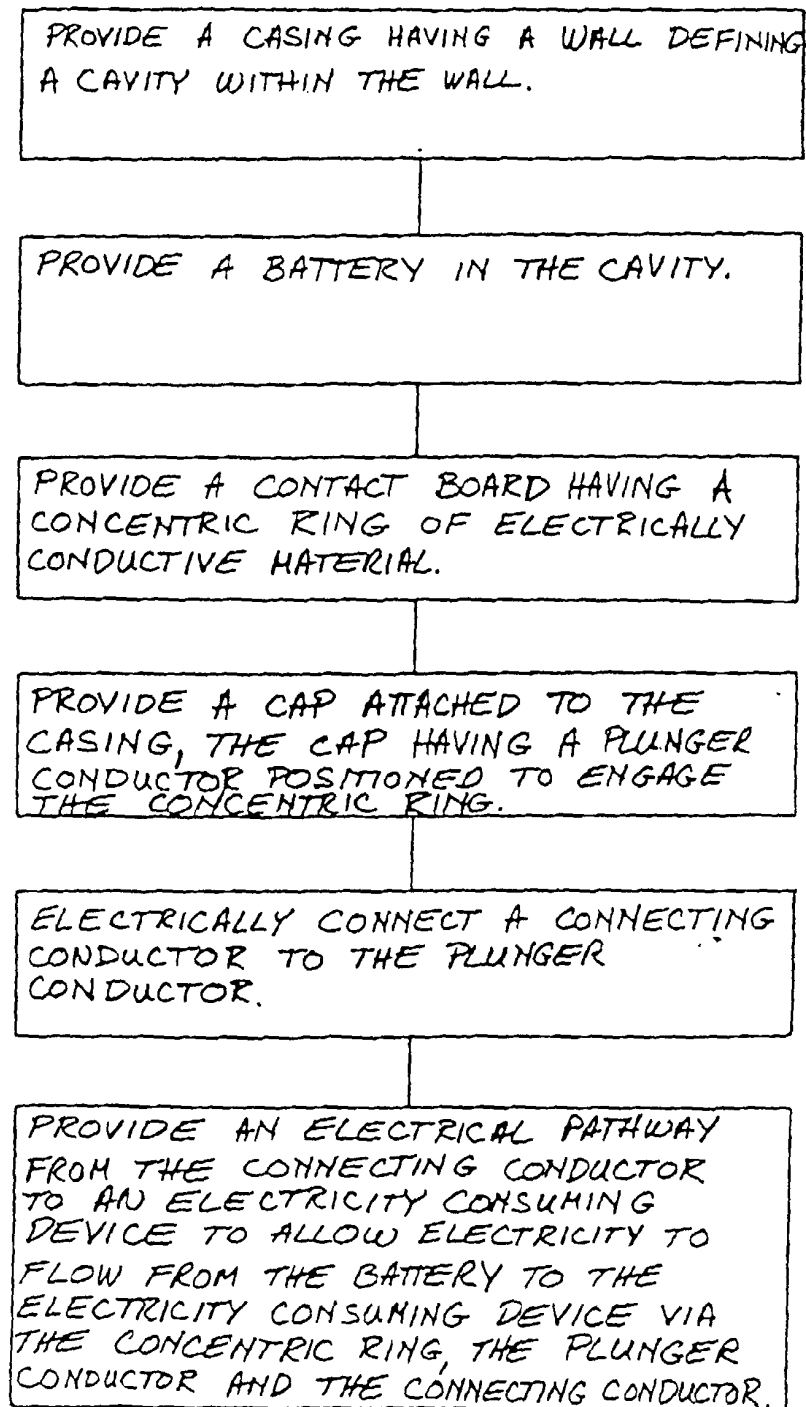 PROVIDE A CASING HAVING A WALL DEFINING
A CAVITY WITHIN THE WALL.
PROVIDE A BATTERY IN THE CAVITY.
PROVIDE A CONTACT BOARD HAVING A
CONCENTRIC RING OF ELECTRICALLY
CONDUCTIVE MATERIAL.
PROVIDE A CAP ATTACHED TO THE
CASING, THE CAP HAVING A PLUNGER
CONDUCTOR POSITIONED TO ENGAGE
THE CONCENTRIC RING.
ELECTRICALLY CONNECT A CONNECTING
CONDUCTOR TO THE PLUNGER
CONDUCTOR.
PROVIDE AN ELECTRICAL PATHWAY
FROM THE CONNECTING CONDUCTOR
TO AN ELECTRICITY CONSUMING
DEVICE TO ALLOW ELECTRICITY TO
FLOW FROM THE BATTERY TO THE
ELECTRICITY CONSUMING DEVICE VIA
THE CONCENTRIC RING, THE PLUNGER
CONDUCTOR AND THE CONNECTING CONDUCTOR.